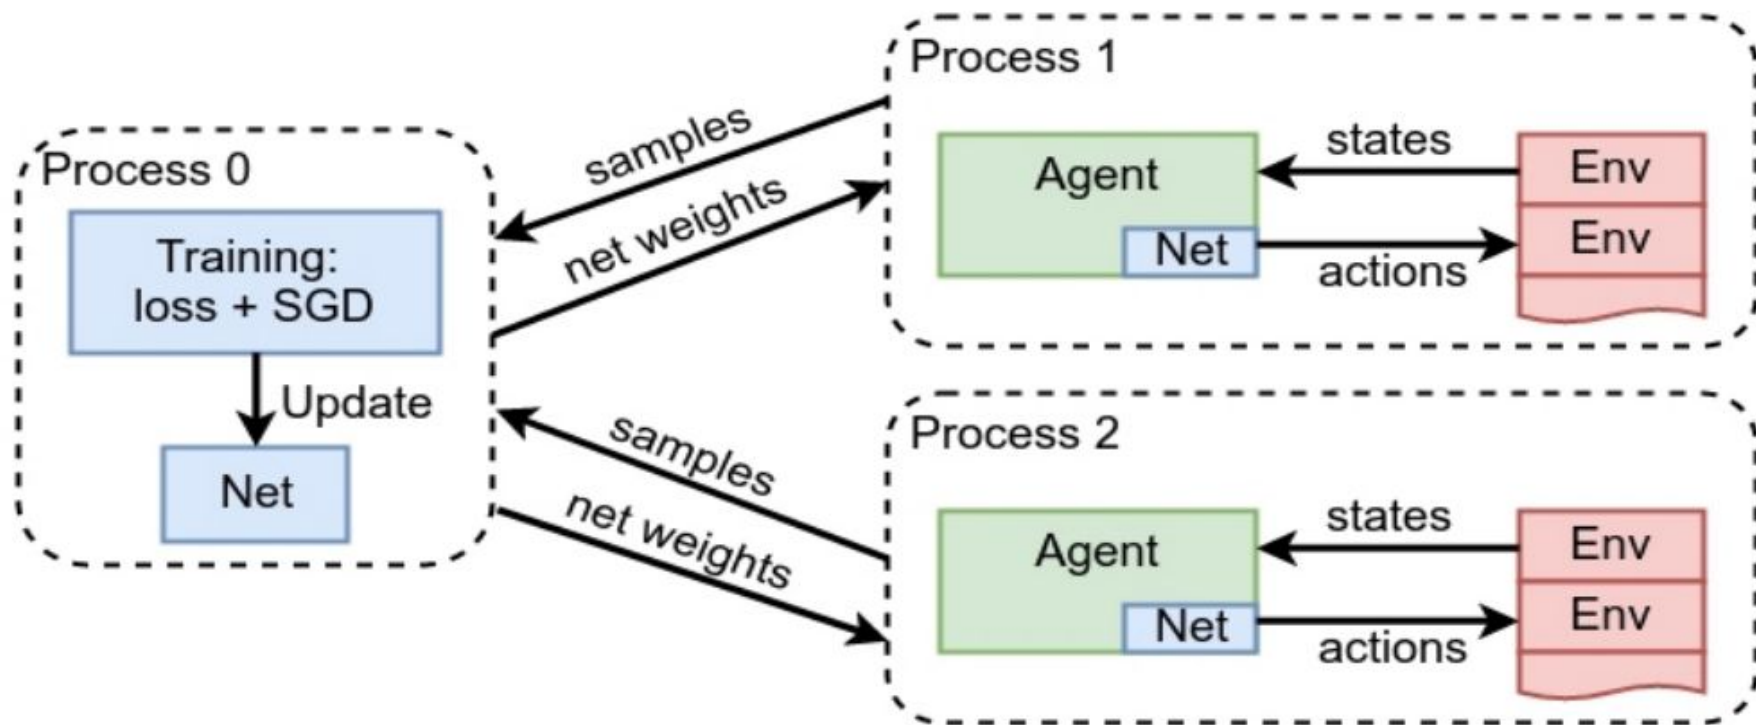 Process 0
Training:
loss + SGD
Update
Net
samples
net weights
samples
net weights
Process 1
Agent
Net
states
actions
Env
Env
Process 2
Agent
Net
states
actions
Env
Env